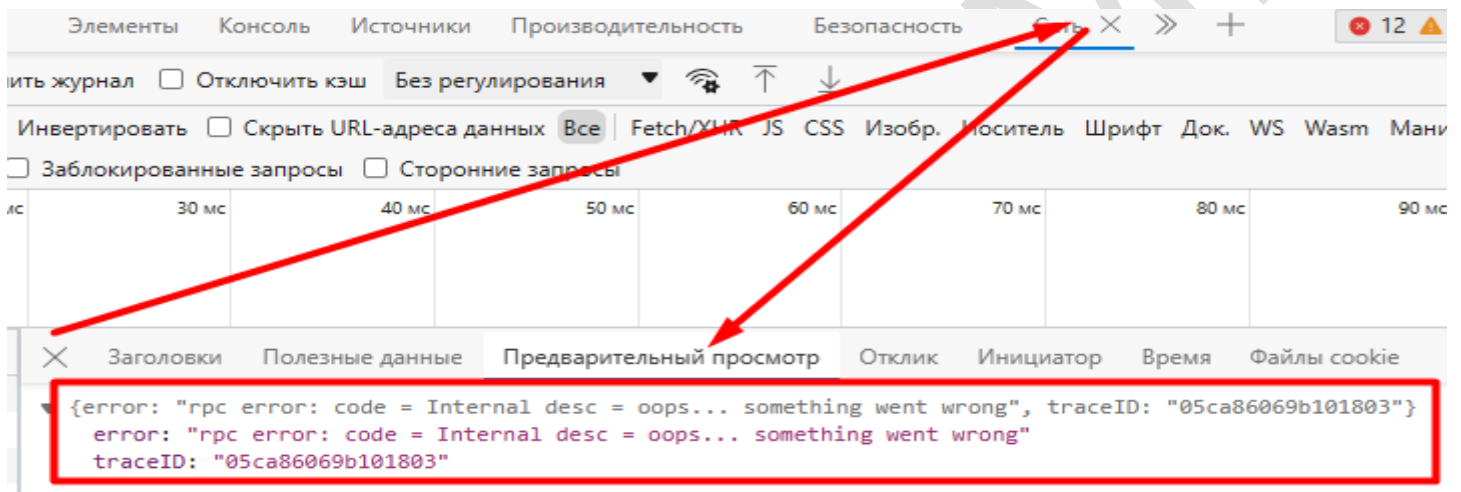 Элементы Консоль Источники Производительность Безопасность Сеть 12
ить журнал Отключить кэш Без регулирования
Инвертировать Скрыть URL-адреса данных Все Fetch/XHR JS CSS Изобр. Носитель Шрифт Док. WS Wasm Мани
Заблокированные запросы Сторонние запросы
мс 30 мс 40 мс 50 мс 60 мс 70 мс 80 мс 90 мс
Заголовки Полезные данные Предварительный просмотр Отклик Инициатор Время Файлы cookie
{error: "rpc error: code = Internal desc = oops... something went wrong", traceID: "05ca86069b101803"}
error: "rpc error: code = Internal desc = oops... something went wrong"
traceID: "05ca86069b101803"